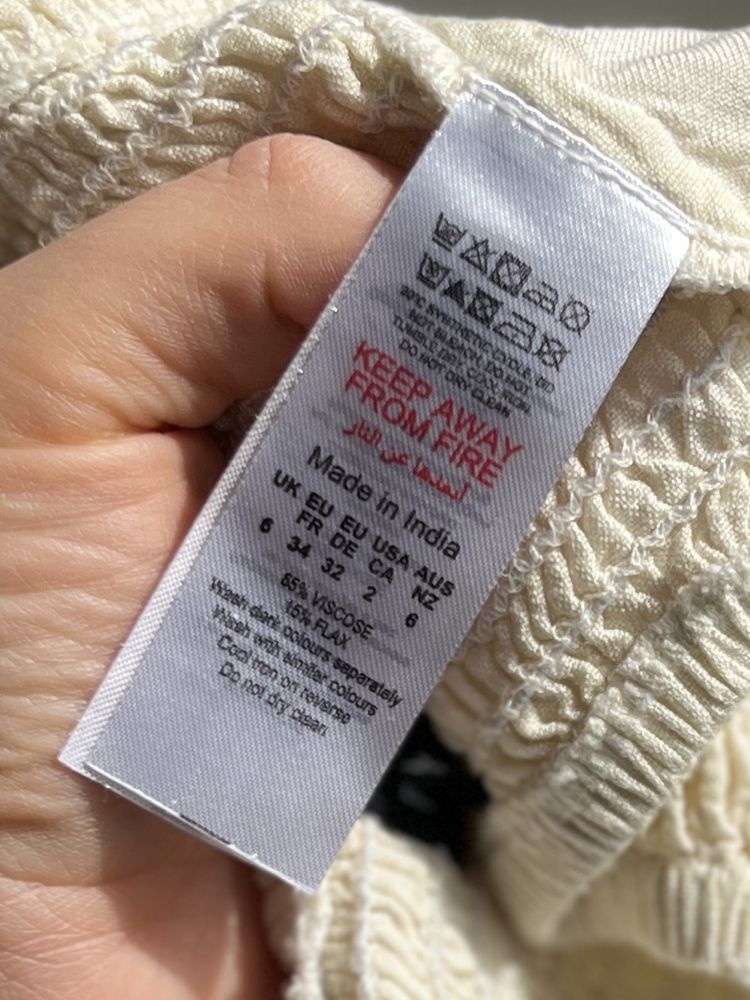 30°C SYNTHETIC CYCLE, DO
NOT BLEACH, DO NOT
TUMBLE DRY, COOL IRON,
DO NOT DRY CLEAN
KEEP AWAY
FROM FIRE
أبعدها عن النار
Made in India
UK EU EU USA AUS
FR DE CA NZ
6 34 32 2 6
85% VISCOSE
15% FLAX
Wash dark colours separately
Wash with similar colours
Cool iron on reverse
Do not dry clean